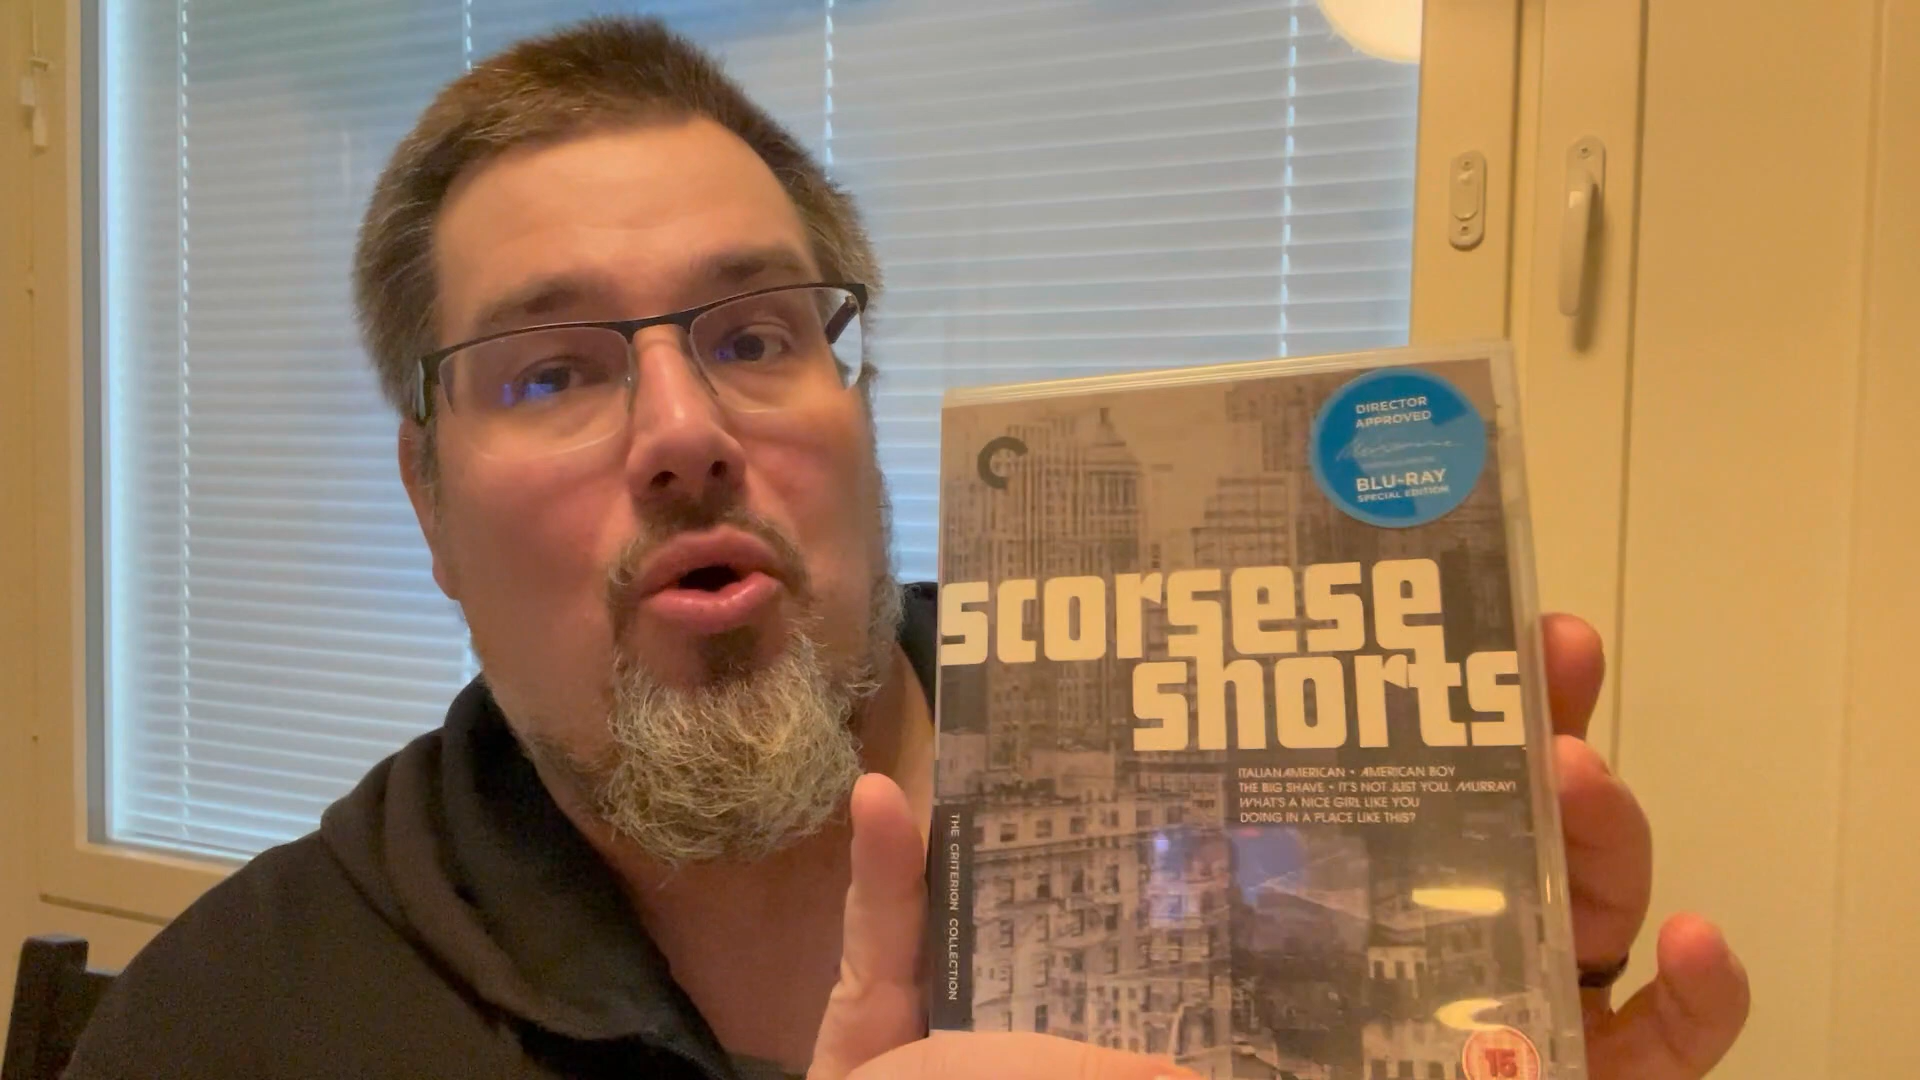 DIRECTOR
APPROVED
BLU-RAY
SPECIAL EDITION
scorsese
shorts
ITALIANAMERICAN • AMERICAN BOY
THE BIG SHAVE • IT'S NOT JUST YOU, MURRAY!
WHAT'S A NICE GIRL LIKE YOU
DOING IN A PLACE LIKE THIS?
THE CRITERION COLLECTION
15